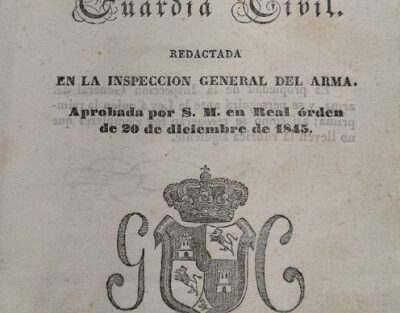 Guardia Civil.
REDACTADA
EN LA INSPECCION GENERAL DEL ARMA.
Aprobada por S. M. en Real órden
de 20 de diciembre de 1845.
G C